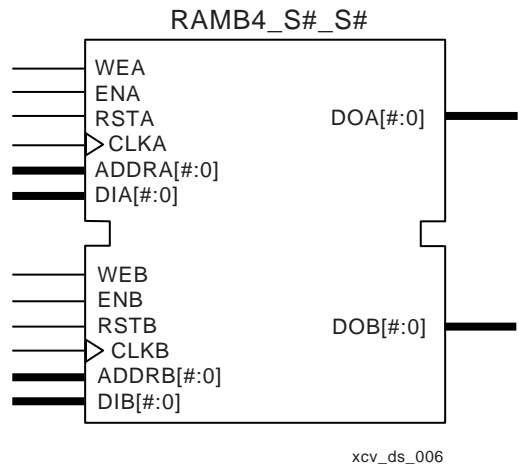 RAMB4_S#_S#
WEA
ENA
RSTA
CLKA
ADDRA[#:0]
DIA[#:0]
DOA[#:0]
WEB
ENB
RSTB
CLKB
ADDRB[#:0]
DIB[#:0]
DOB[#:0]
xcv_ds_006